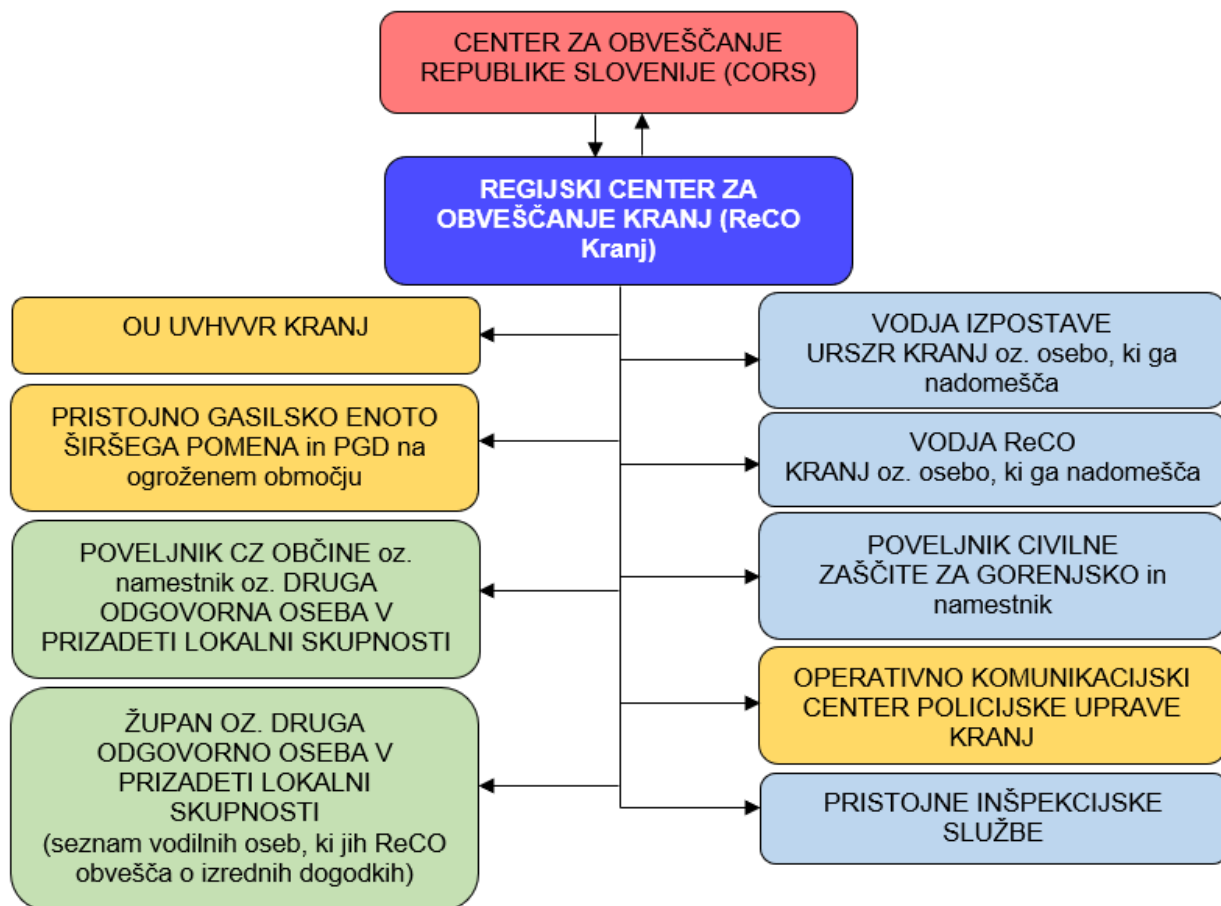 CENTER ZA OBVEŠČANJE
REPUBLIKE SLOVENIJE (CORS)
REGIJSKI CENTER ZA
OBVEŠČANJE KRANJ (ReCO
Kranj)
OU UVHVVR KRANJ
PRISTOJNO GASILSKO ENOTO
ŠIRŠEGA POMENA in PGD na
ogroženem območju
POVELJNIK CZ OBČINE oz.
namestnik oz. DRUGA
ODGOVORNA OSEBA V
PRIZADETI LOKALNI SKUPNOSTI
ŽUPAN OZ. DRUGA
ODGOVORNO OSEBA V
PRIZADETI LOKALNI
SKUPNOSTI
(seznam vodilnih oseb, ki jih ReCO
obvešča o izrednih dogodkih)
VODJA IZPOSTAVE
URSZR KRANJ oz. osebo, ki ga
nadomešča
VODJA ReCO
KRANJ oz. osebo, ki ga nadomešča
POVELJNIK CIVILNE
ZAŠČITE ZA GORENJSKO in
namestnik
OPERATIVNO KOMUNIKACIJSKI
CENTER POLICIJSKE UPRAVE
KRANJ
PRISTOJNE INŠPEKCIJSKE
SLUŽBE